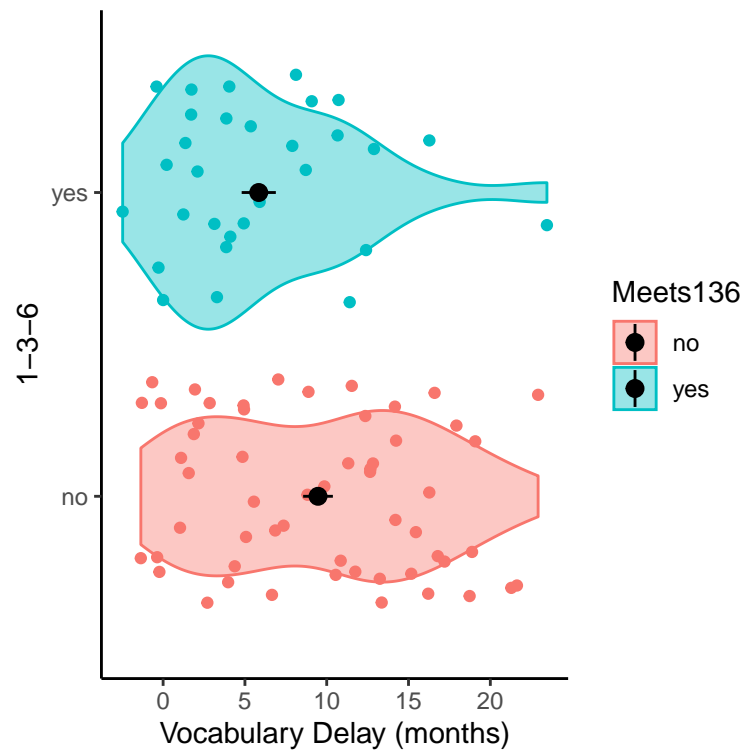 yes
no
1−3−6
0 5 10 15 20
Vocabulary Delay (months)
Meets136
no
yes